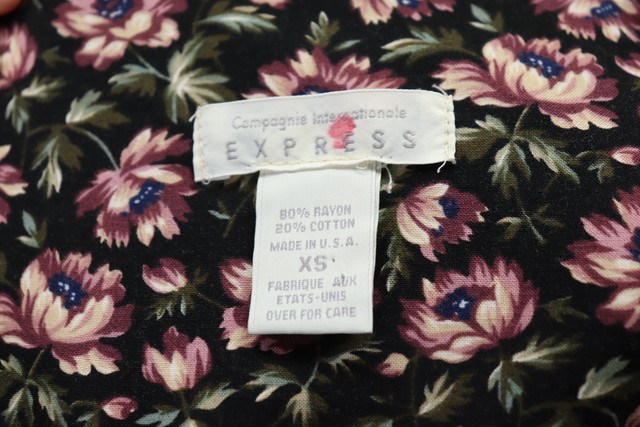 Compagnie Internationale
EXPRESS
80% RAYON
20% COTTON
MADE IN U.S.A.
XS
FABRIQUE AUX
ETATS-UNIS
OVER FOR CARE